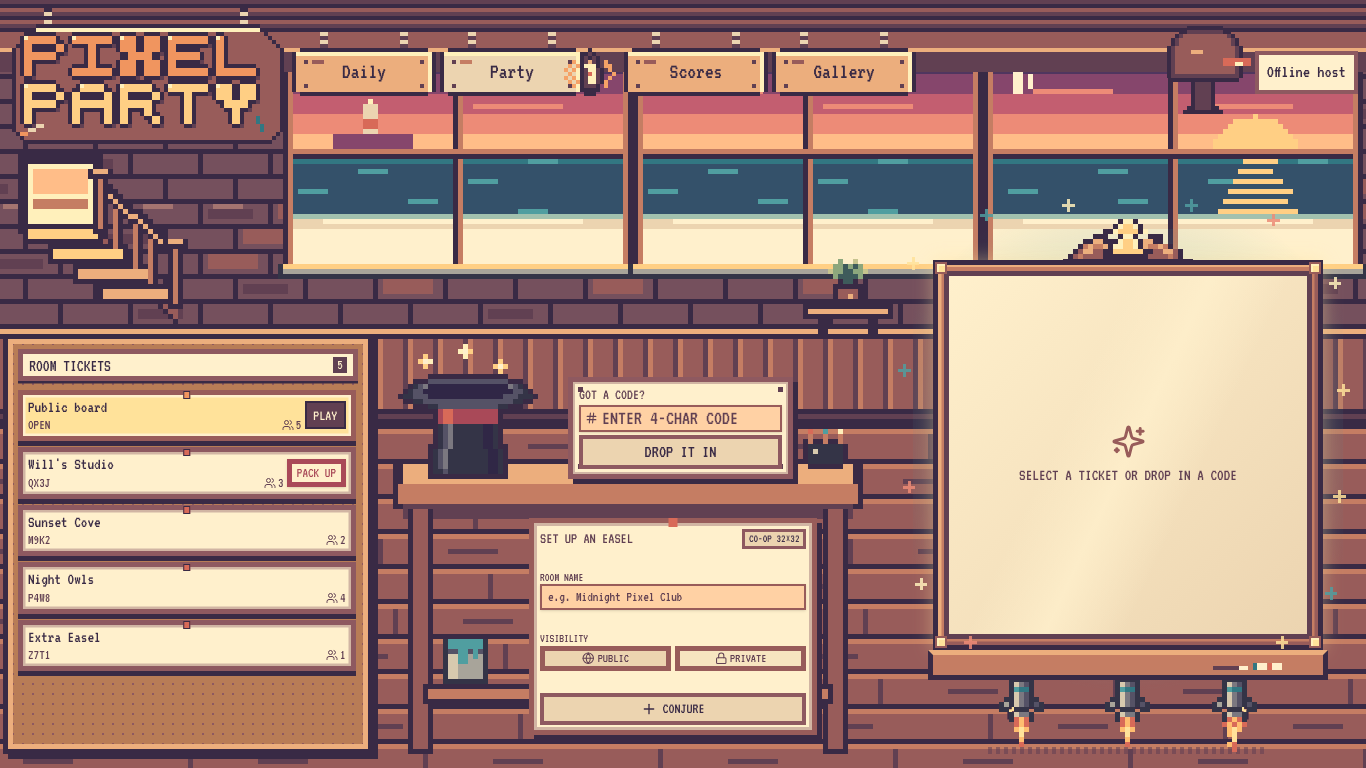 PIXEL
PARTY
Daily
Party
Scores
Gallery
Offline host
ROOM TICKETS
5
Public board
OPEN
5
PLAY
Will's Studio
QX3J
3
PACK UP
Sunset Cove
M9K2
2
Night Owls
P4W8
4
Extra Easel
Z7T1
1
GOT A CODE?
# ENTER 4-CHAR CODE
DROP IT IN
SET UP AN EASEL
CO-OP 32×32
ROOM NAME
e.g. Midnight Pixel Club
VISIBILITY
PUBLIC
PRIVATE
+ CONJURE
SELECT A TICKET OR DROP IN A CODE